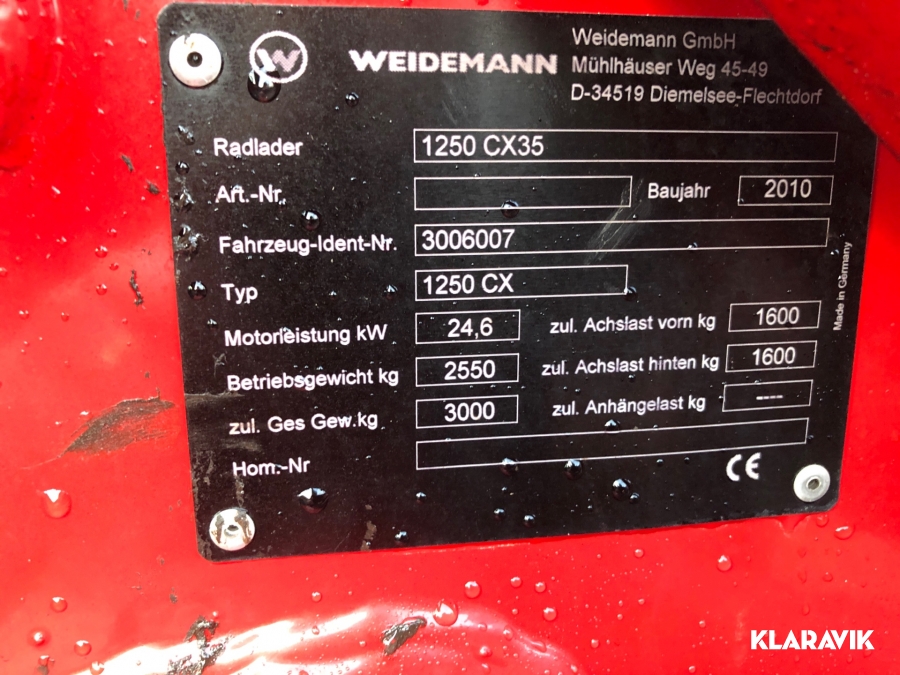 W WEIDEMANN
Weidemann GmbH
Mühlhäuser Weg 45-49
D-34519 Diemelsee-Flechtdorf
Radlader 1250 CX35
Art.-Nr. Baujahr 2010
Fahrzeug-Ident-Nr. 3006007
Typ 1250 CX
Motorleistung kW 24,6 zul. Achslast vorn kg 1600
Betriebsgewicht kg 2550 zul. Achslast hinten kg 1600
zul. Ges Gew.kg 3000 zul. Anhängelast kg ----
Hom.-Nr
CE
Made in Germany
KLARAVIK